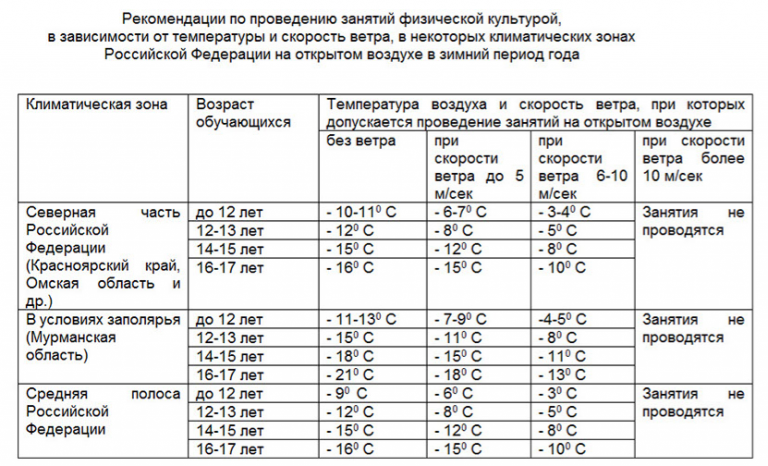 Рекомендации по проведению занятий физической культурой,
в зависимости от температуры и скорость ветра, в некоторых климатических зонах
Российской Федерации на открытом воздухе в зимний период года
Климатическая зона Возраст обучающихся Температура воздуха и скорость ветра, при которых допускается проведение занятий на открытом воздухе
без ветра при скорости ветра до 5 м/сек при скорости ветра 6-10 м/сек при скорости ветра более 10 м/сек
Северная часть Российской Федерации (Красноярский край, Омская область и др.) до 12 лет - 10-11⁰ С - 6-7⁰ С - 3-4⁰ С Занятия не проводятся
12-13 лет - 12⁰ С - 8⁰ С - 5⁰ С
14-15 лет - 15⁰ С - 12⁰ С - 8⁰ С
16-17 лет - 16⁰ С - 15⁰ С - 10⁰ С
В условиях заполярья (Мурманская область) до 12 лет - 11-13⁰ С - 7-9⁰ С -4-5⁰ С Занятия не проводятся
12-13 лет - 15⁰ С - 11⁰ С - 8⁰ С
14-15 лет - 18⁰ С - 15⁰ С - 11⁰ С
16-17 лет - 21⁰ С - 18⁰ С - 13⁰ С
Средняя полоса Российской Федерации до 12 лет - 9⁰ С - 6⁰ С - 3⁰ С Занятия не проводятся
12-13 лет - 12⁰ С - 8⁰ С - 5⁰ С
14-15 лет - 15⁰ С - 12⁰ С - 8⁰ С
16-17 лет - 16⁰ С - 15⁰ С - 10⁰ С